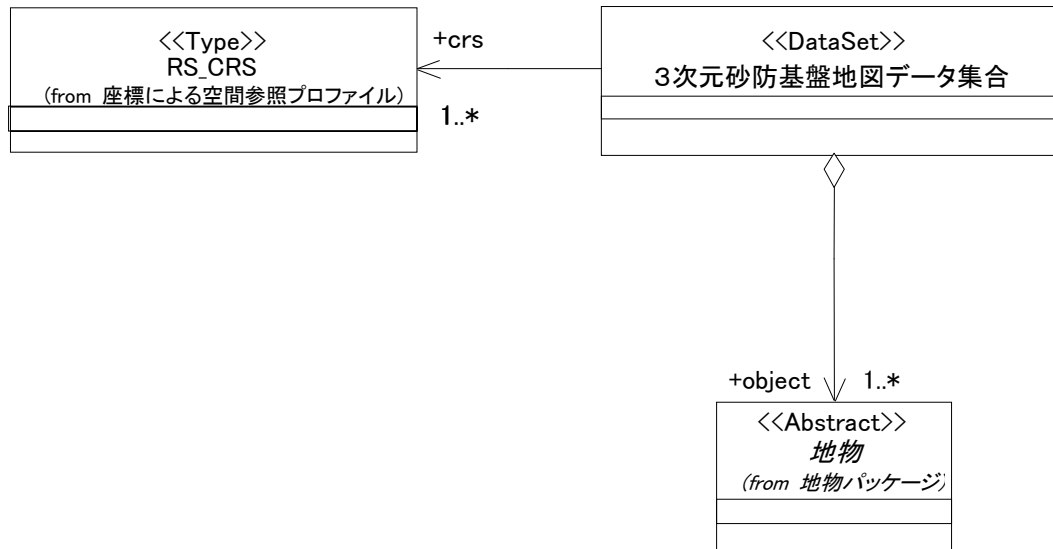 <<Type>>
RS_CRS
(from 座標による空間参照プロファイル)
+crs
1..*
<<DataSet>>
3次元砂防基盤地図データ集合
+object
1..*
<<Abstract>>
地物
(from 地物パッケージ)